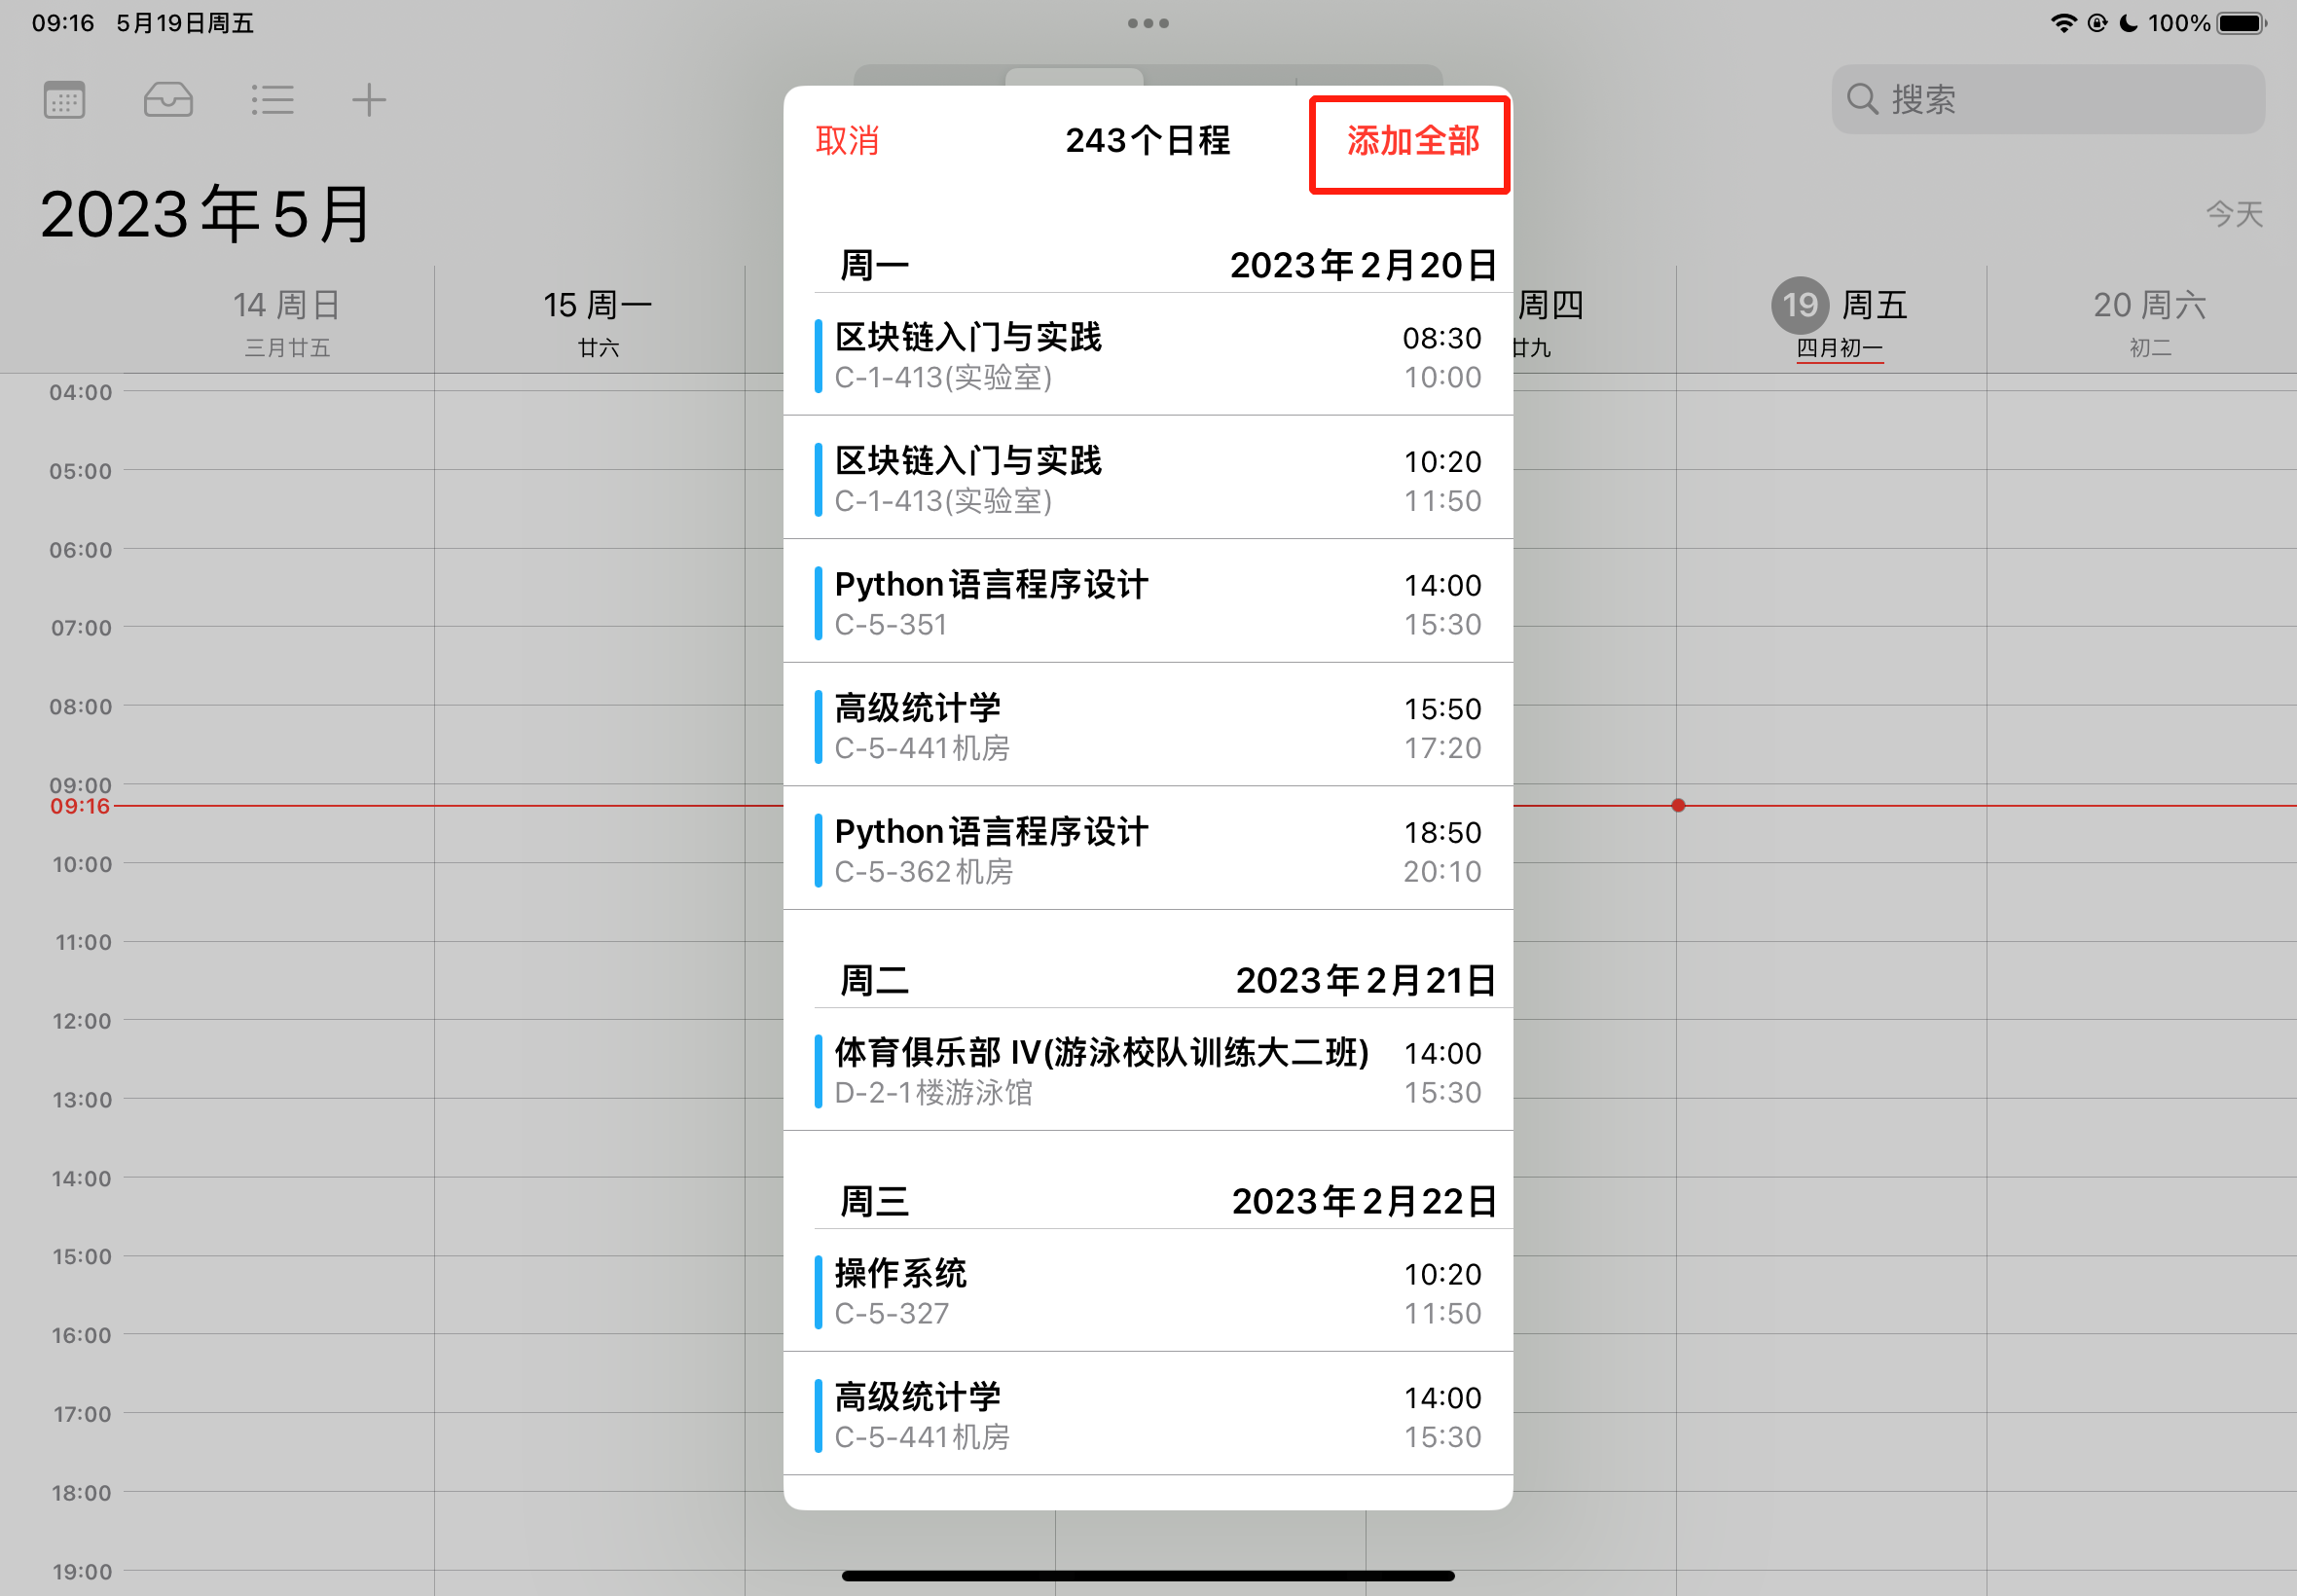 09:16 5月19日周五
100%
搜索
2023年5月
今天
取消 243个日程 添加全部
14 周日
三月廿五
15 周一
廿六
周四
廿九
19 周五
四月初一
20 周六
初二
04:00
05:00
06:00
07:00
08:00
09:00
09:16
10:00
11:00
12:00
13:00
14:00
15:00
16:00
17:00
18:00
19:00
周一 2023年2月20日
区块链入门与实践 08:30
C-1-413(实验室) 10:00
区块链入门与实践 10:20
C-1-413(实验室) 11:50
Python语言程序设计 14:00
C-5-351 15:30
高级统计学 15:50
C-5-441机房 17:20
Python语言程序设计 18:50
C-5-362机房 20:10
周二 2023年2月21日
体育俱乐部 IV(游泳校队训练大二班) 14:00
D-2-1楼游泳馆 15:30
周三 2023年2月22日
操作系统 10:20
C-5-327 11:50
高级统计学 14:00
C-5-441机房 15:30